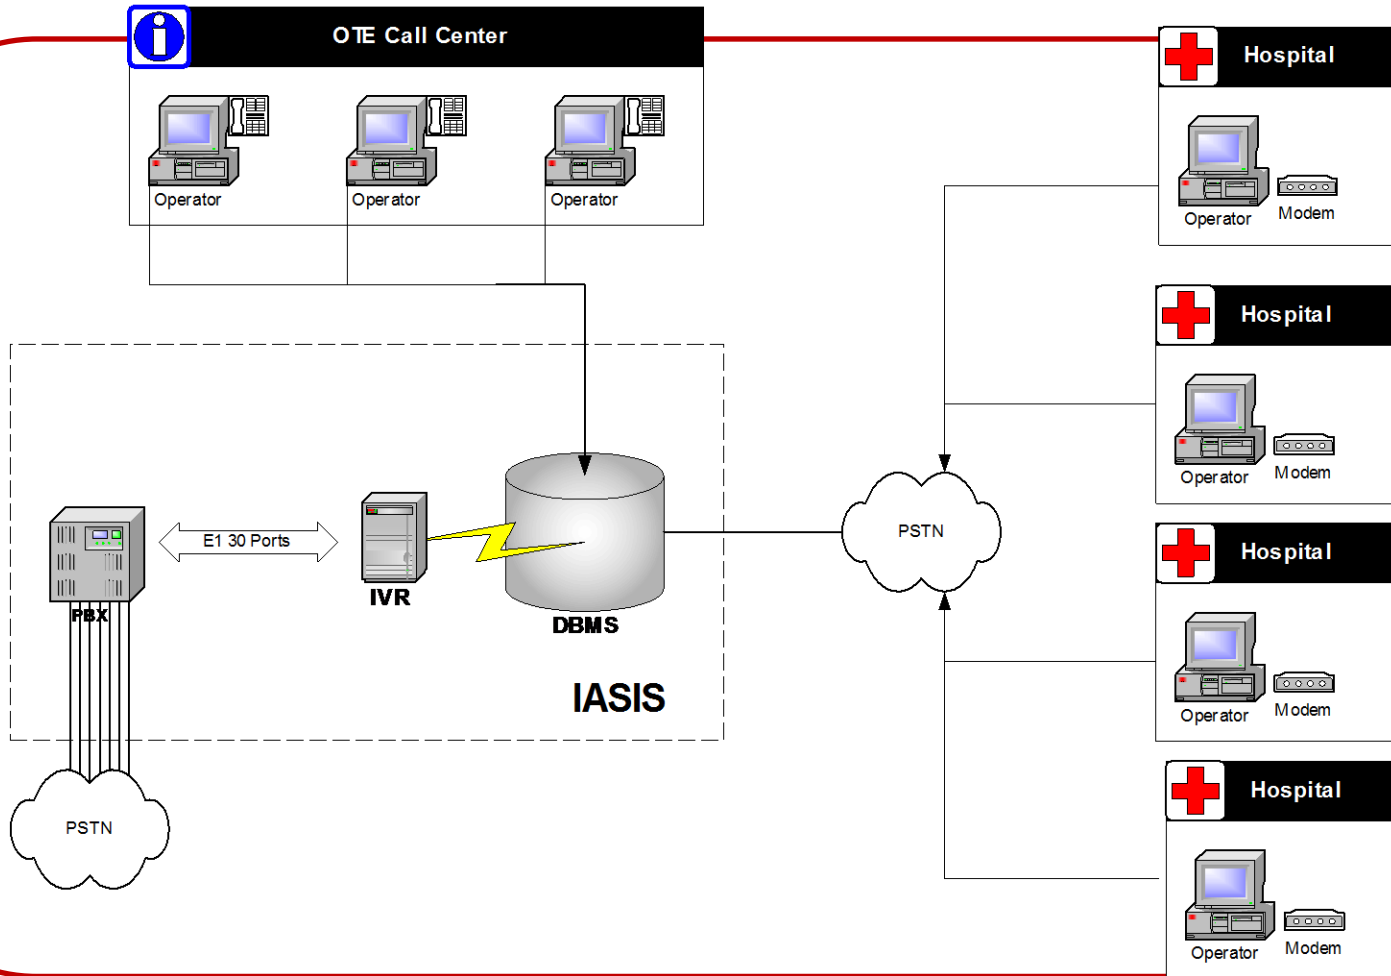 OTE Call Center
Operator
Operator
Operator
Hospital
Operator
Modem
Hospital
Operator
Modem
PBX
E1 30 Ports
IVR
DBMS
IASIS
PSTN
PSTN
Hospital
Operator
Modem
Hospital
Operator
Modem